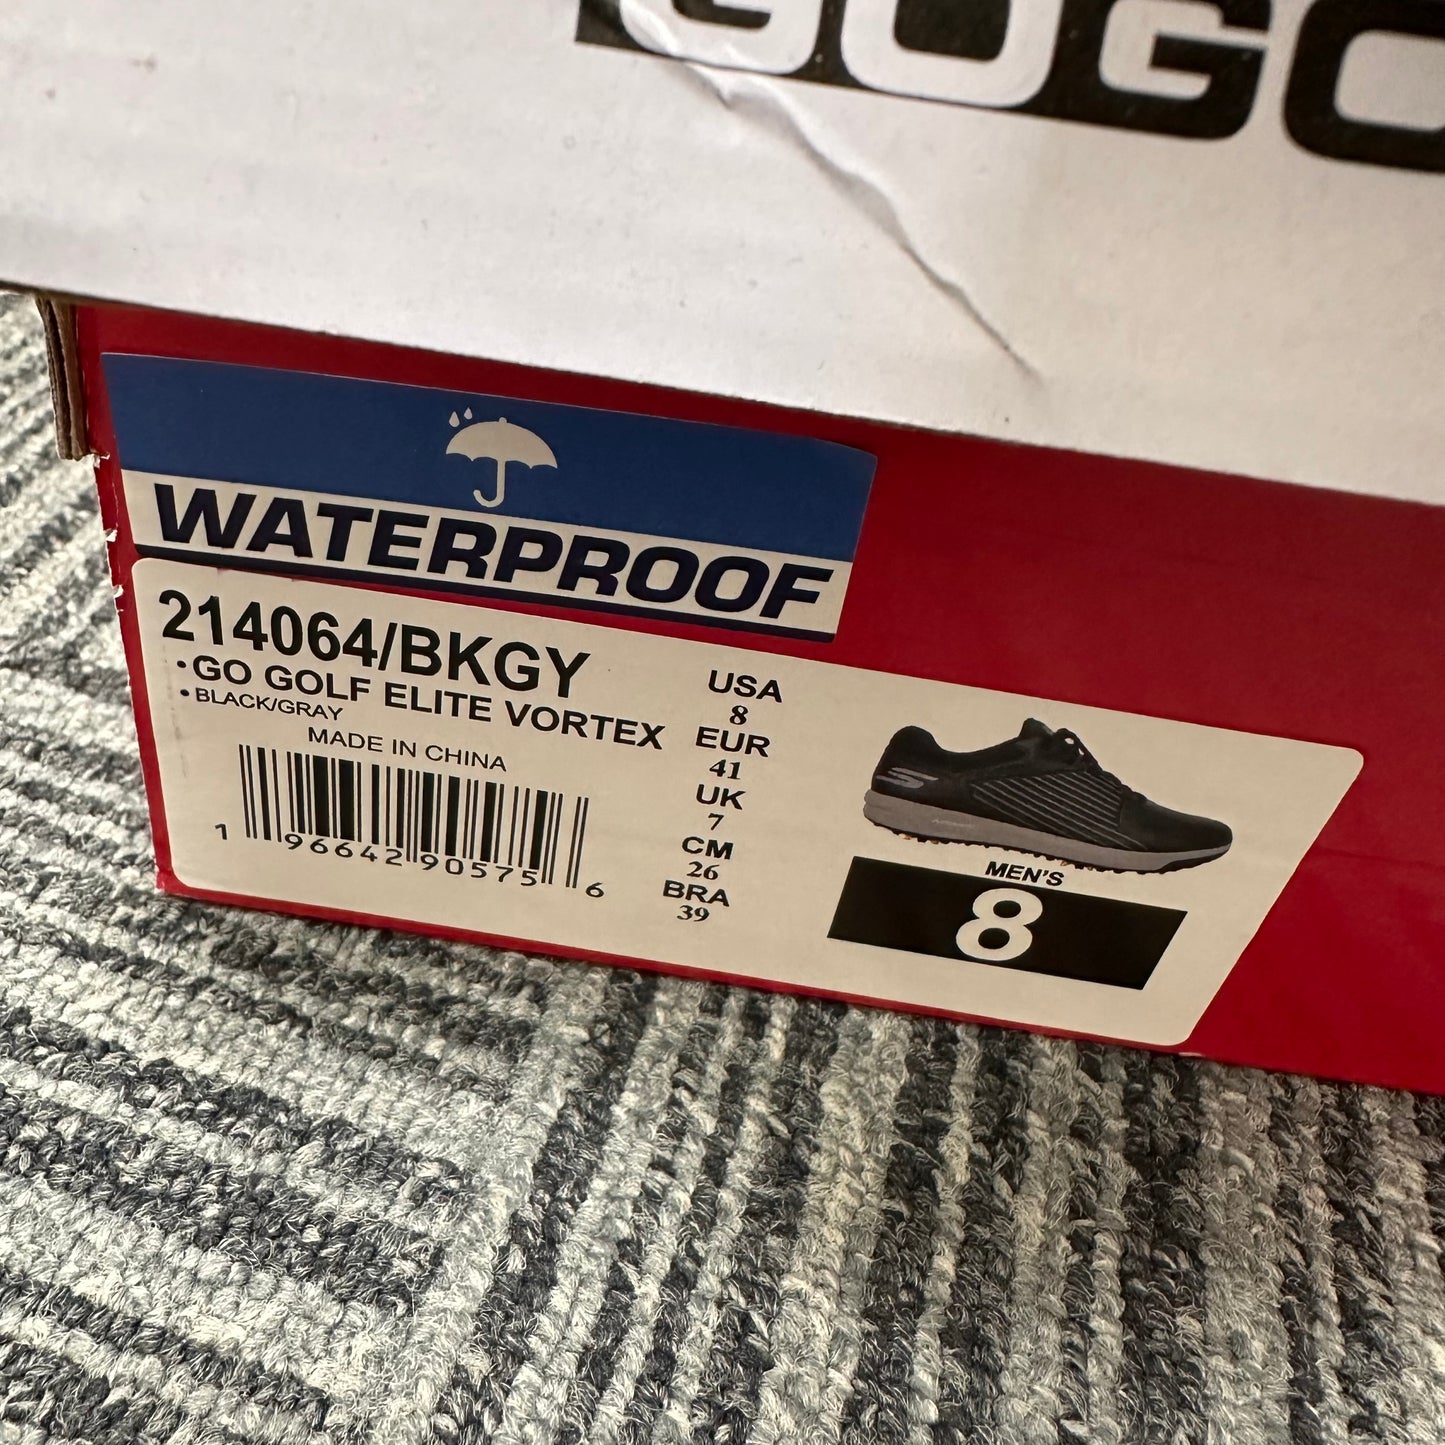 GOGO
WATERPROOF
214064/BKGY
•GO GOLF ELITE VORTEX
•BLACK/GRAY
MADE IN CHINA
1 96642 90575 6
USA
8
EUR
41
UK
7
CM
26
BRA
39
MEN'S
8